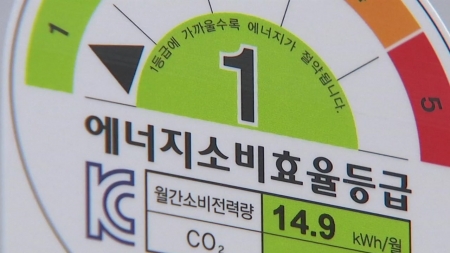 1등급에 가까울수록 에너지가 절약됩니다.
1
1
5
에너지소비효율등급
KC
월간소비전력량
14.9 kWh/월
CO₂